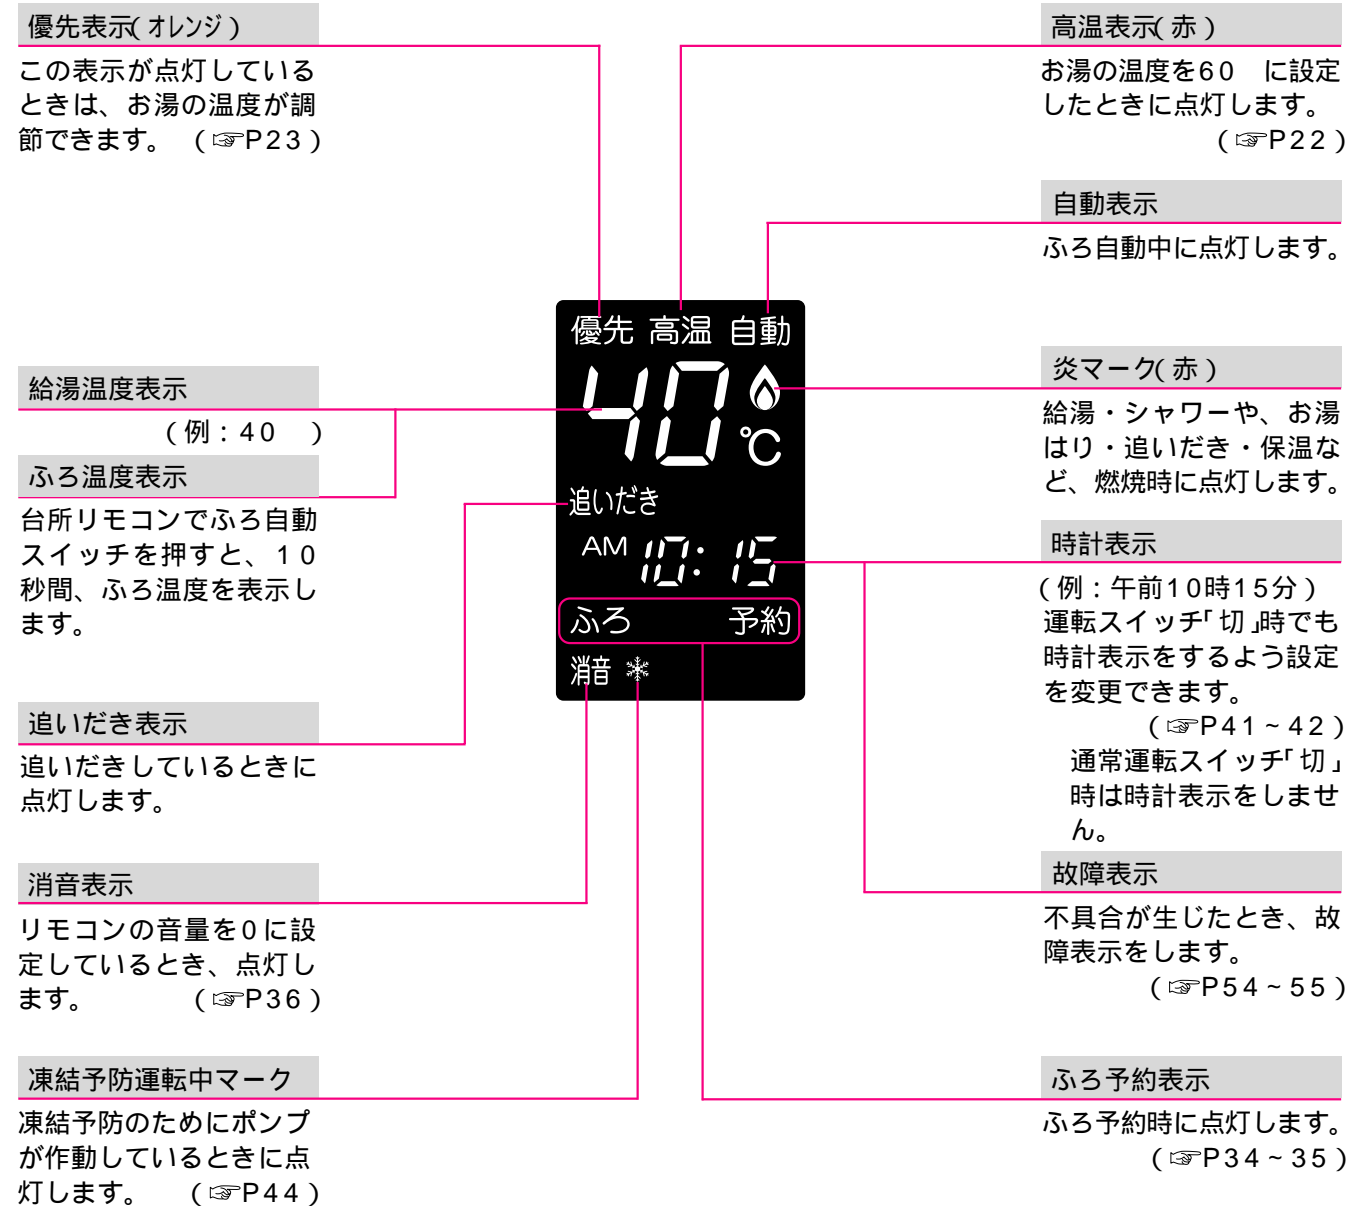 優先表示(オレンジ)
この表示が点灯している
ときは、お湯の温度が調
節できます。 (☞P23)
給湯温度表示
(例:40 )
ふろ温度表示
台所リモコンでふろ自動
スイッチを押すと、10
秒間、ふろ温度を表示し
ます。
追いだき表示
追いだきしているときに
点灯します。
消音表示
リモコンの音量を0に設
定しているとき、点灯し
ます。 (☞P36)
凍結予防運転中マーク
凍結予防のためにポンプ
が作動しているときに点
灯します。 (☞P44)
優先 高温 自動
40
℃
追いだき
AM 10:15
ふろ 予約
消音 ❄
高温表示(赤)
お湯の温度を60 に設定
したときに点灯します。
(☞P22)
自動表示
ふろ自動中に点灯します。
炎マーク(赤)
給湯・シャワーや、お湯
はり・追いだき・保温な
ど、燃焼時に点灯します。
時計表示
(例:午前10時15分)
運転スイッチ「切」時でも
時計表示をするよう設定
を変更できます。
(☞P41~42)
通常運転スイッチ「切」
時は時計表示をしませ
ん。
故障表示
不具合が生じたとき、故
障表示をします。
(☞P54~55)
ふろ予約表示
ふろ予約時に点灯します。
(☞P34~35)